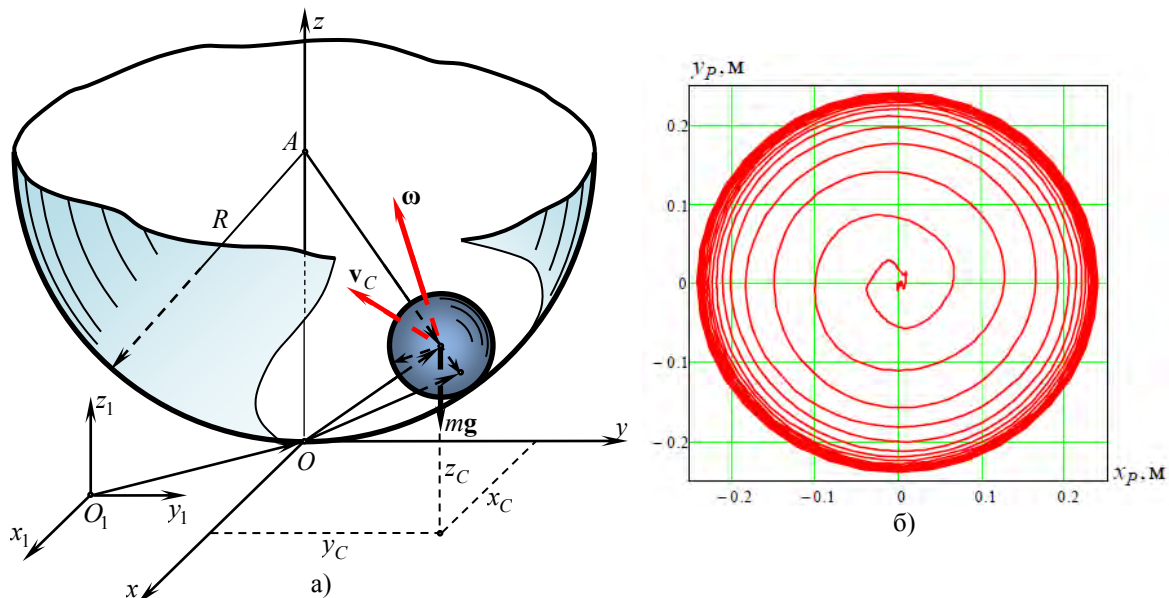 z
A
R
ω
v_C
mg
z_1
O
y
z_C
x_C
O_1
y_1
x_1
y_C
x
а)
y_P, м
0.2
0.1
0
−0.1
−0.2
−0.2 −0.1 0 0.1 0.2
x_P, м
б)